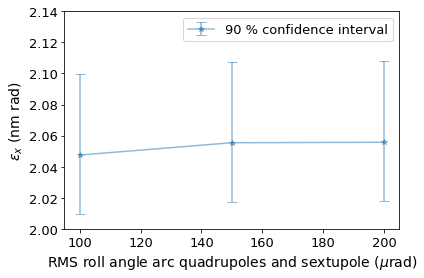 2.14
90 % confidence interval
2.12
2.10
2.08
2.06
2.04
2.02
2.00
εx (nm rad)
100 120 140 160 180 200
RMS roll angle arc quadrupoles and sextupole (μrad)